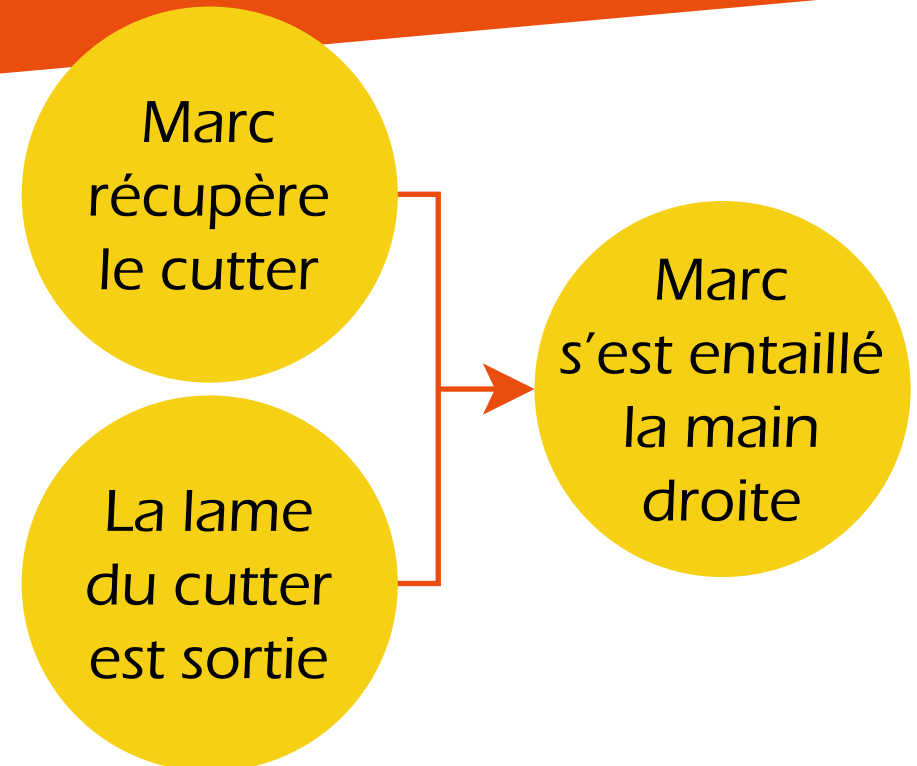 Marc
récupère
le cutter
Marc
s’est entaillé
la main
droite
La lame
du cutter
est sortie